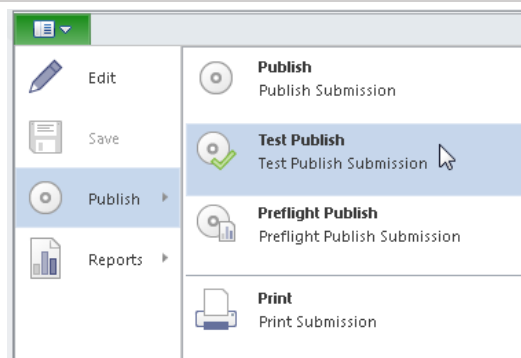 Edit
Save
Publish
Reports
Publish
Publish Submission
Test Publish
Test Publish Submission
Preflight Publish
Preflight Publish Submission
Print
Print Submission